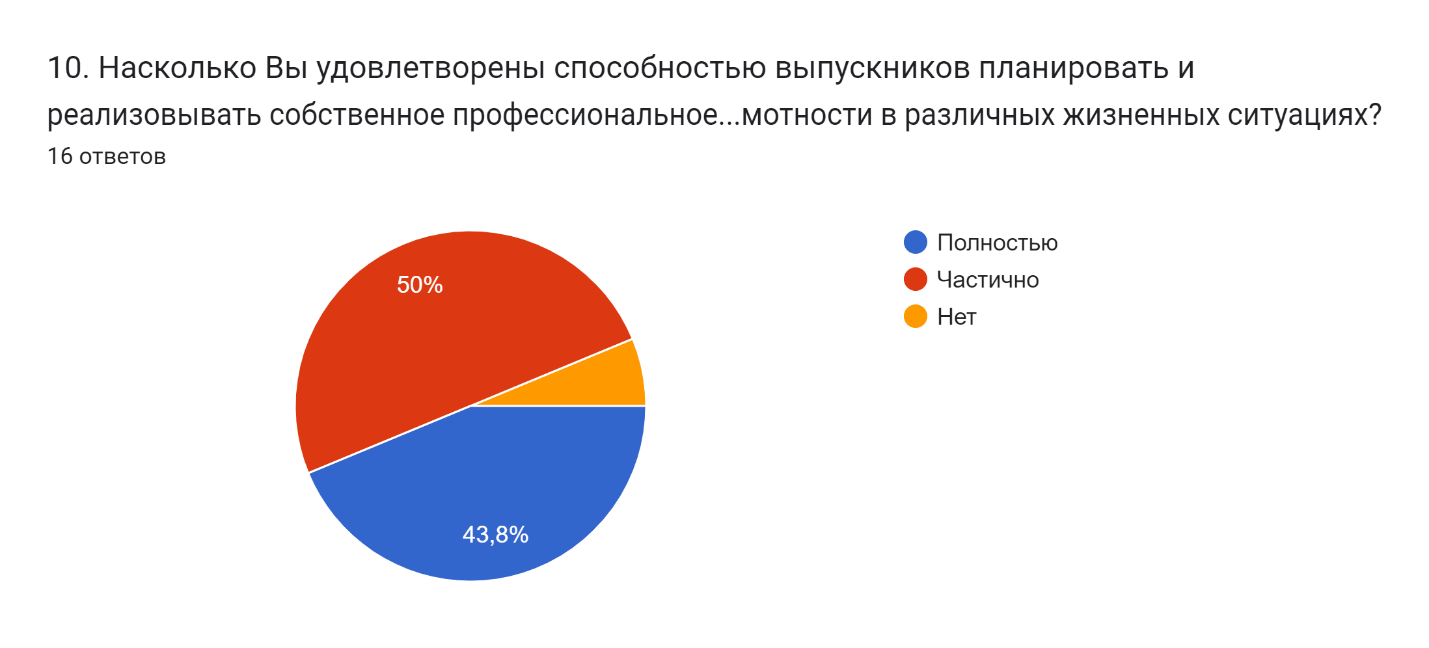 10. Насколько Вы удовлетворены способностью выпускников планировать и
реализовывать собственное профессиональное...мотности в различных жизненных ситуациях?
16 ответов
Полностью
Частично
Нет
50%
43,8%